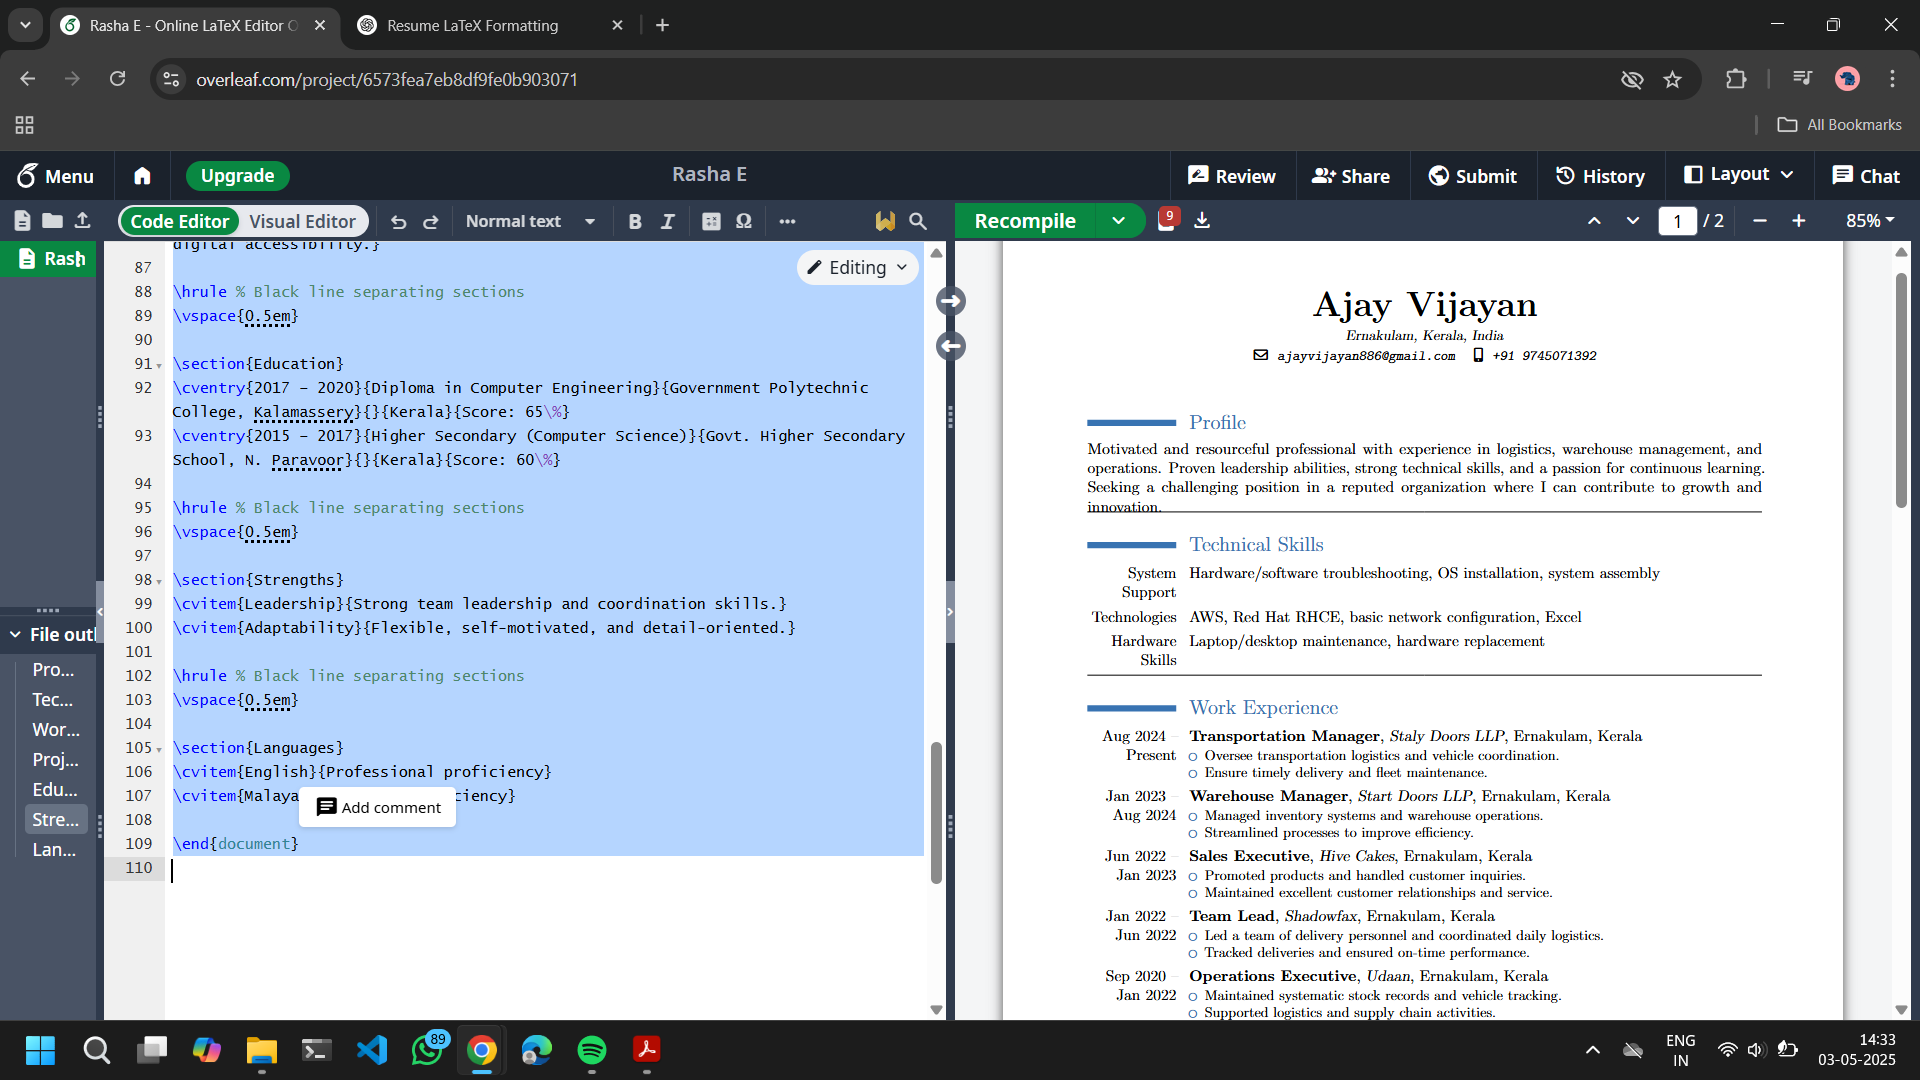 Rasha E - Online LaTeX Editor O
Resume LaTeX Formatting
overleaf.com/project/6573fea7eb8df9fe0b903071
All Bookmarks
Menu
Upgrade
Rasha E
Review
Share
Submit
History
Layout
Chat
Code Editor
Visual Editor
Normal text
B
I
Ω
Recompile
9
1
/ 2
85%
Rash
Editing
digital accessibility.}
87
88 \hrule % Black line separating sections
89 \vspace{0.5em}
90
91 \section{Education}
92 \cventry{2017 – 2020}{Diploma in Computer Engineering}{Government Polytechnic
College, Kalamassery}{}{Kerala}{Score: 65\%}
93 \cventry{2015 – 2017}{Higher Secondary (Computer Science)}{Govt. Higher Secondary
School, N. Paravoor}{}{Kerala}{Score: 60\%}
94
95 \hrule % Black line separating sections
96 \vspace{0.5em}
97
98 \section{Strengths}
99 \cvitem{Leadership}{Strong team leadership and coordination skills.}
100 \cvitem{Adaptability}{Flexible, self-motivated, and detail-oriented.}
101
102 \hrule % Black line separating sections
103 \vspace{0.5em}
104
105 \section{Languages}
106 \cvitem{English}{Professional proficiency}
107 \cvitem{Malaya ciency}
Add comment
108
109 \end{document}
110
File outl
Pro...
Tec...
Wor...
Proj...
Edu...
Stre...
Lan...
Ajay Vijayan
Ernakulam, Kerala, India
ajayvijayan886@gmail.com +91 9745071392
Profile
Motivated and resourceful professional with experience in logistics, warehouse management, and
operations. Proven leadership abilities, strong technical skills, and a passion for continuous learning.
Seeking a challenging position in a reputed organization where I can contribute to growth and
innovation.
Technical Skills
System Support Hardware/software troubleshooting, OS installation, system assembly
Technologies AWS, Red Hat RHCE, basic network configuration, Excel
Hardware Skills Laptop/desktop maintenance, hardware replacement
Work Experience
Aug 2024 – Present Transportation Manager, Staly Doors LLP, Ernakulam, Kerala
Oversee transportation logistics and vehicle coordination.
Ensure timely delivery and fleet maintenance.
Jan 2023 – Aug 2024 Warehouse Manager, Start Doors LLP, Ernakulam, Kerala
Managed inventory systems and warehouse operations.
Streamlined processes to improve efficiency.
Jun 2022 – Jan 2023 Sales Executive, Hive Cakes, Ernakulam, Kerala
Promoted products and handled customer inquiries.
Maintained excellent customer relationships and service.
Jan 2022 – Jun 2022 Team Lead, Shadowfax, Ernakulam, Kerala
Led a team of delivery personnel and coordinated daily logistics.
Tracked deliveries and ensured on-time performance.
Sep 2020 – Jan 2022 Operations Executive, Udaan, Ernakulam, Kerala
Maintained systematic stock records and vehicle tracking.
Supported logistics and supply chain activities.
89
ENG
IN
14:33
03-05-2025